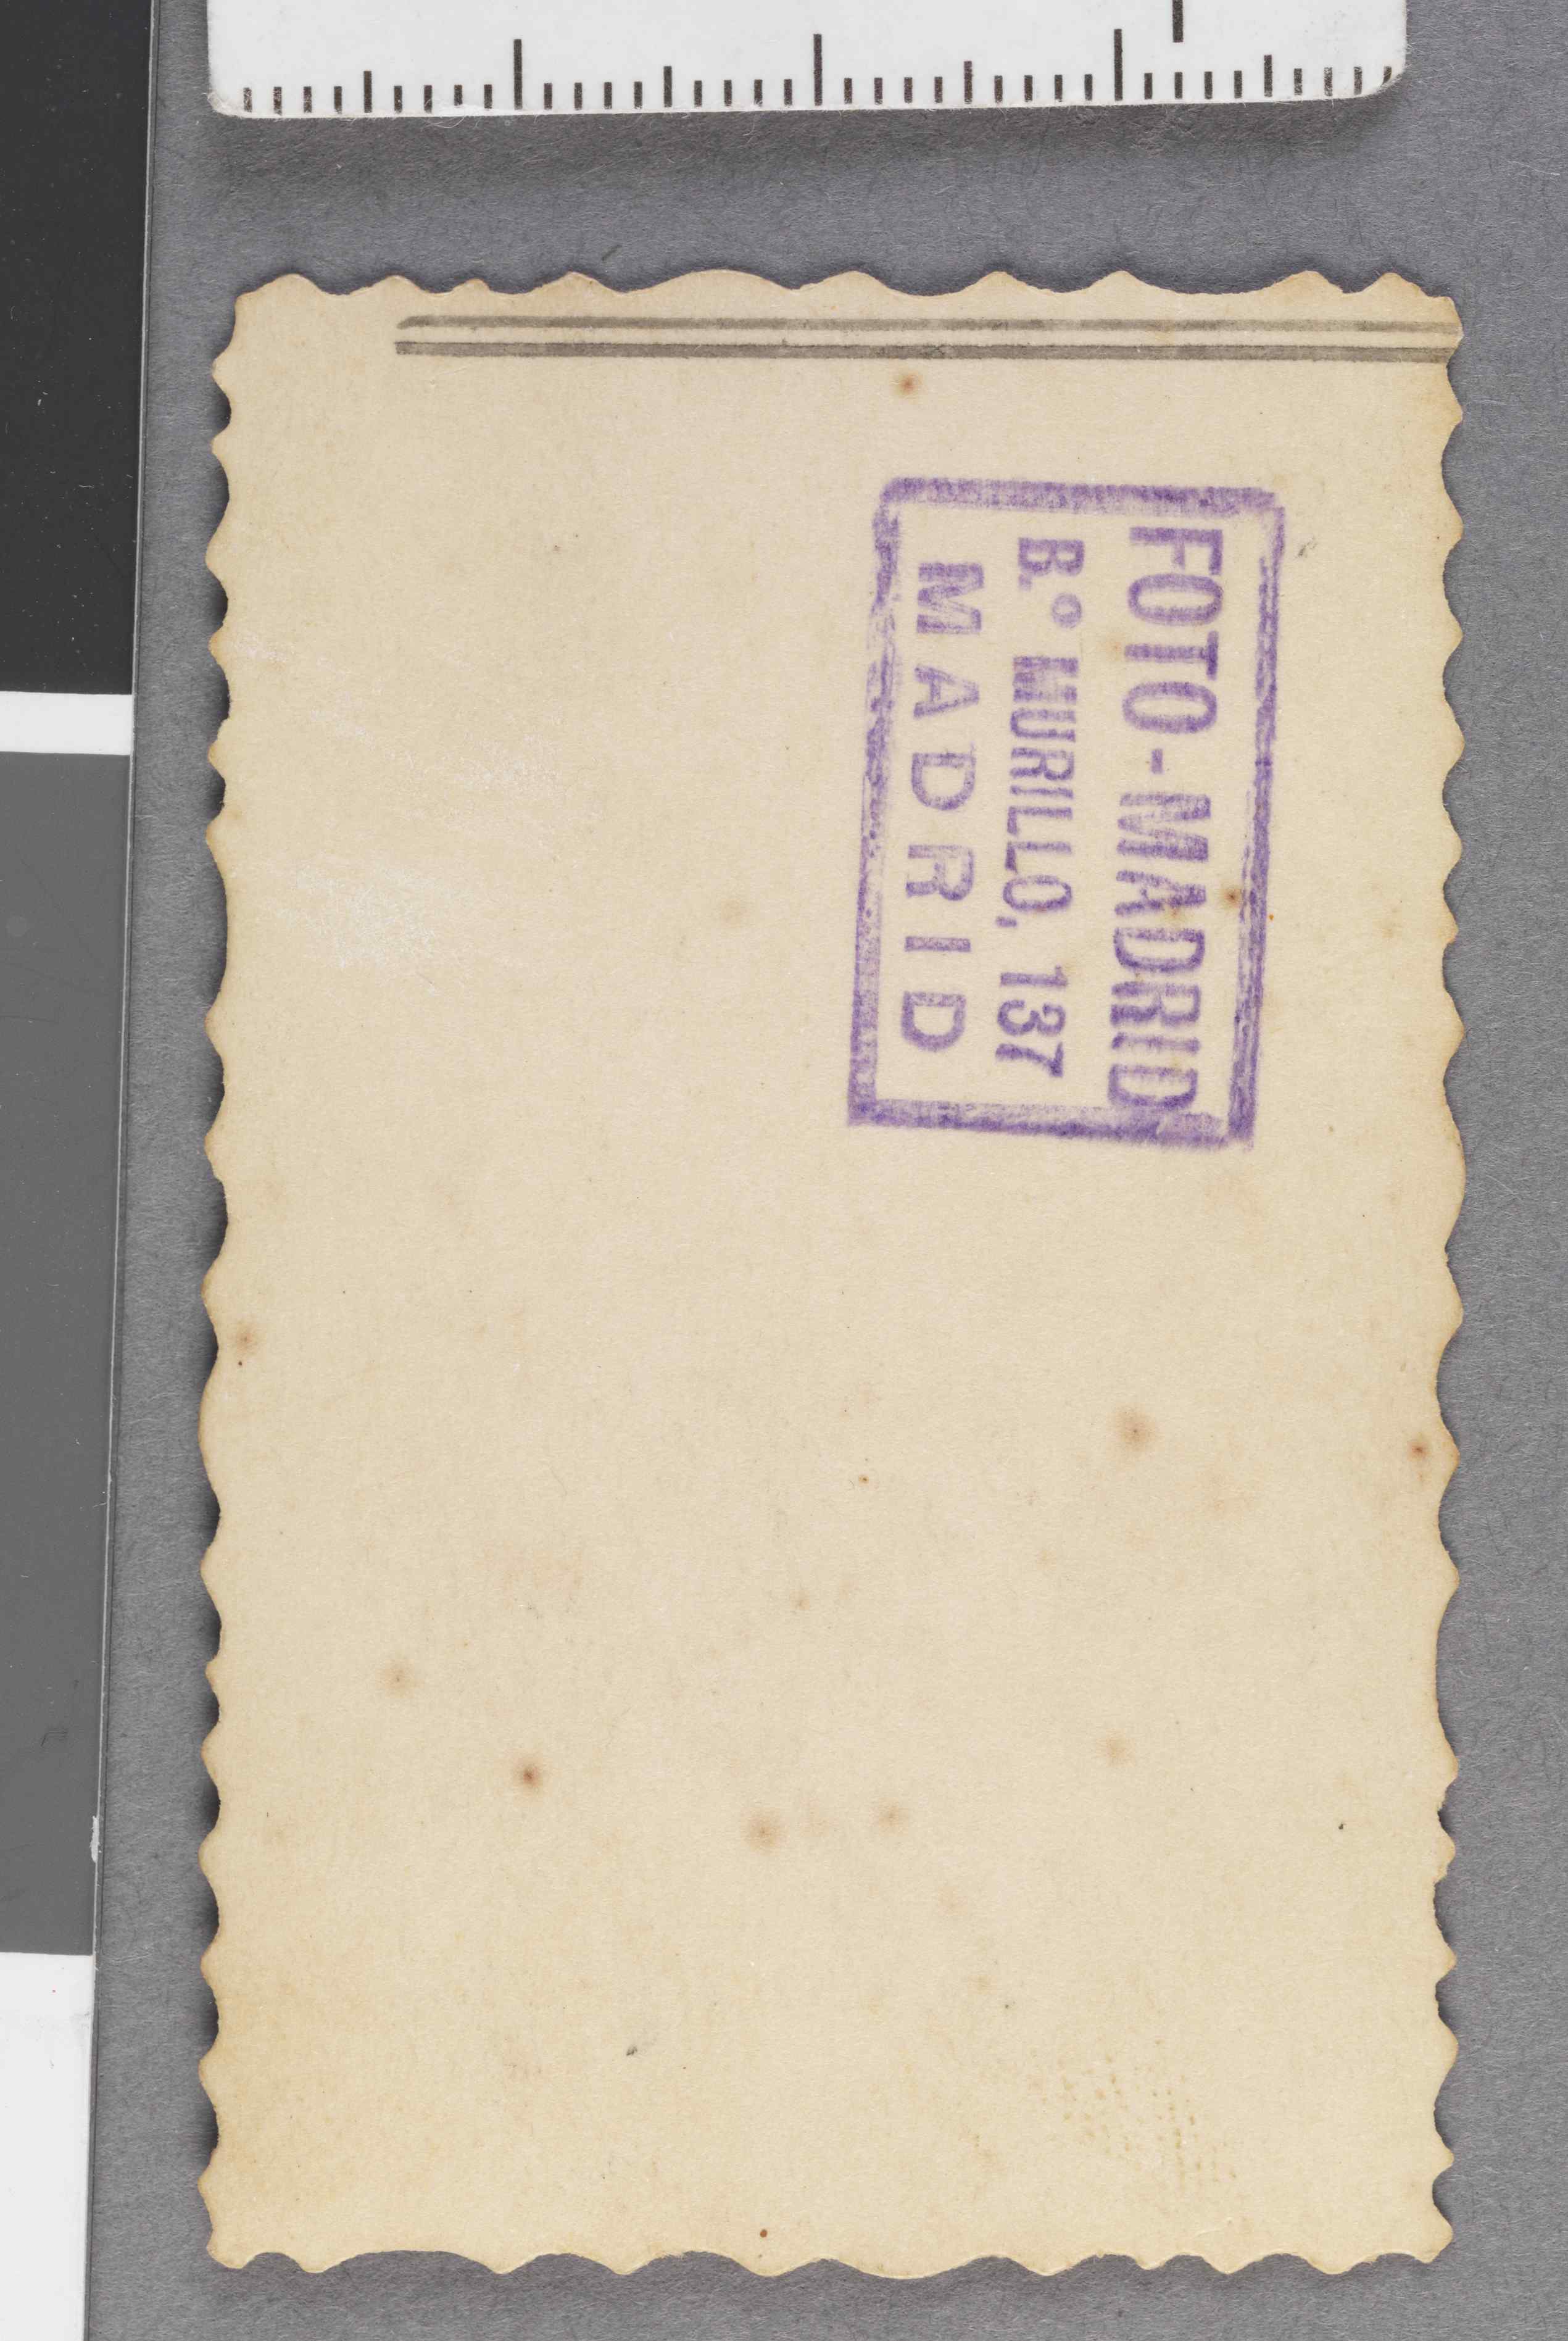 FOTO-MADRID
B.º MURILLO, 137
MADRID